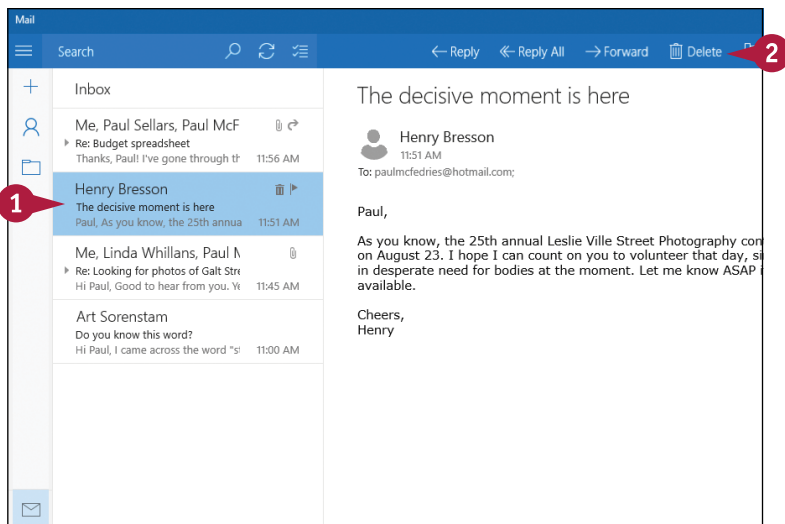 Mail
Search
Reply
Reply All
Forward
Delete
2
Inbox
Me, Paul Sellars, Paul McF
Re: Budget spreadsheet
Thanks, Paul! I've gone through th 11:56 AM
1
Henry Bresson
The decisive moment is here
Paul, As you know, the 25th annua 11:51 AM
Me, Linda Whillans, Paul
Re: Looking for photos of Galt Stre
Hi Paul, Good to hear from you. 11:45 AM
Art Sorenstam
Do you know this word?
Hi Paul, I came across the word "s 11:00 AM
The decisive moment is here
Henry Bresson
11:51 AM
To: paulmcfedries@hotmail.com;
Paul,
As you know, the 25th annual Leslie Ville Street Photography con
on August 23. I hope I can count on you to volunteer that day, si
in desperate need for bodies at the moment. Let me know ASAP i
available.
Cheers,
Henry